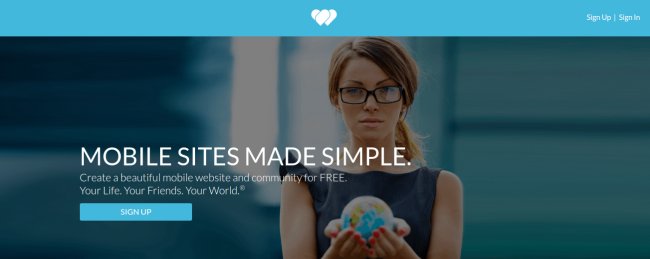 Sign Up | Sign In
MOBILE SITES MADE SIMPLE.
Create a beautiful mobile website and community for FREE.
Your Life. Your Friends. Your World.®
SIGN UP